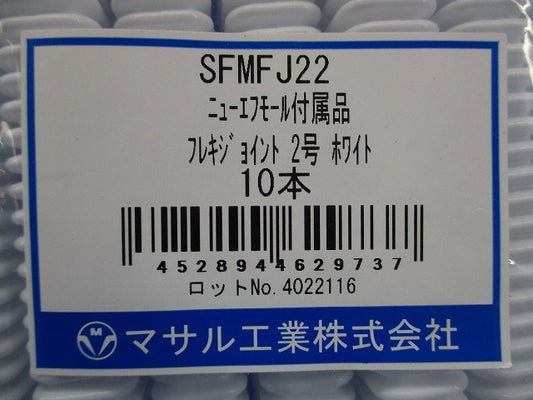 SFMFJ22
ﾆｭｰｴﾌﾓｰﾙ付属品
ﾌﾚｷｼﾞｮｲﾝﾄ 2号 ﾎﾜｲﾄ
10本
4528944629737
ロットNo.4022116
M マサル工業株式会社